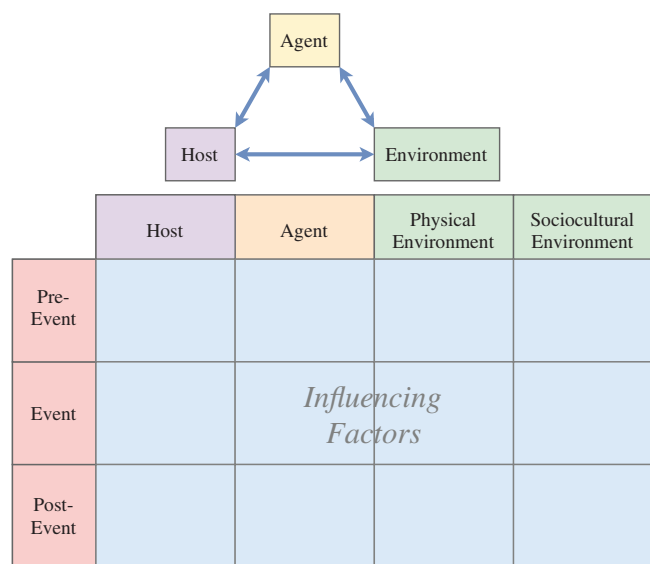 Agent
Host
Environment
Host
Agent
Physical
Environment
Sociocultural
Environment
Pre-
Event
Event
Influencing
Factors
Post-
Event